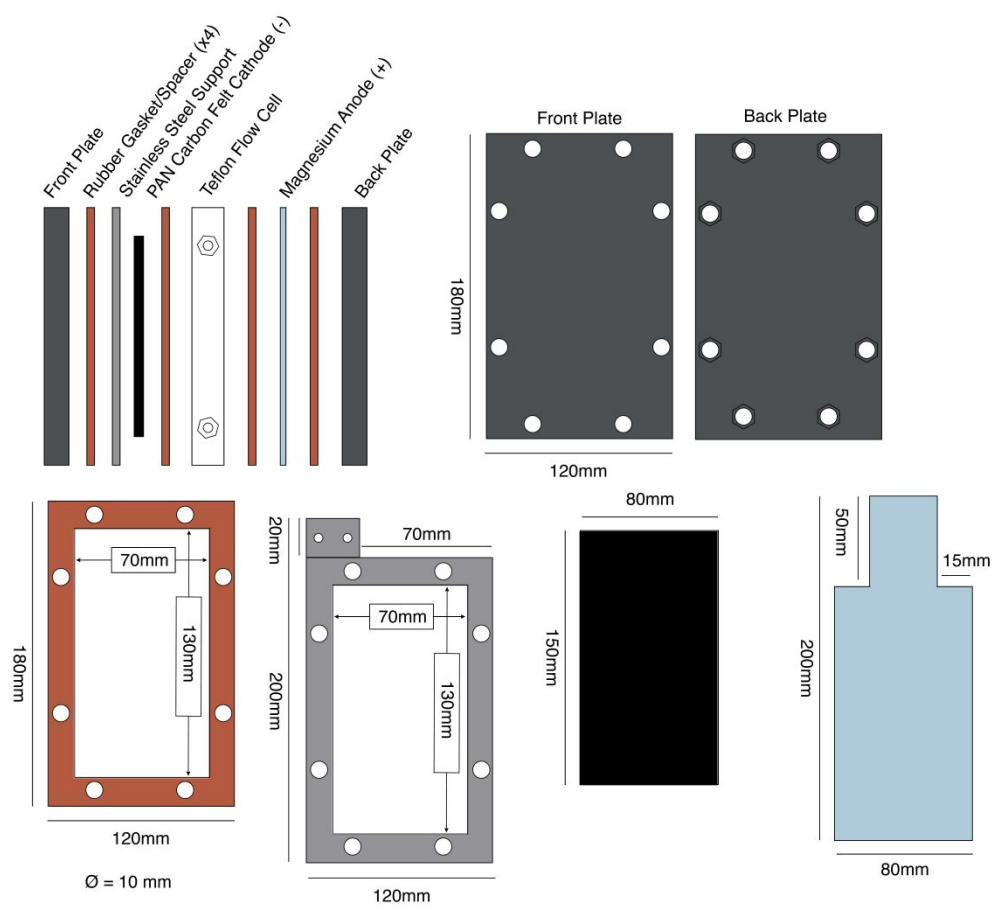 Front Plate
Rubber Gasket/Spacer (x4)
Stainless Steel Support
PAN Carbon Felt Cathode (-)
Teflon Flow Cell
Magnesium Anode (+)
Back Plate
Front Plate
Back Plate
180mm
120mm
70mm
130mm
180mm
120mm
Ø = 10 mm
20mm
70mm
70mm
130mm
200mm
120mm
80mm
150mm
50mm
15mm
200mm
80mm